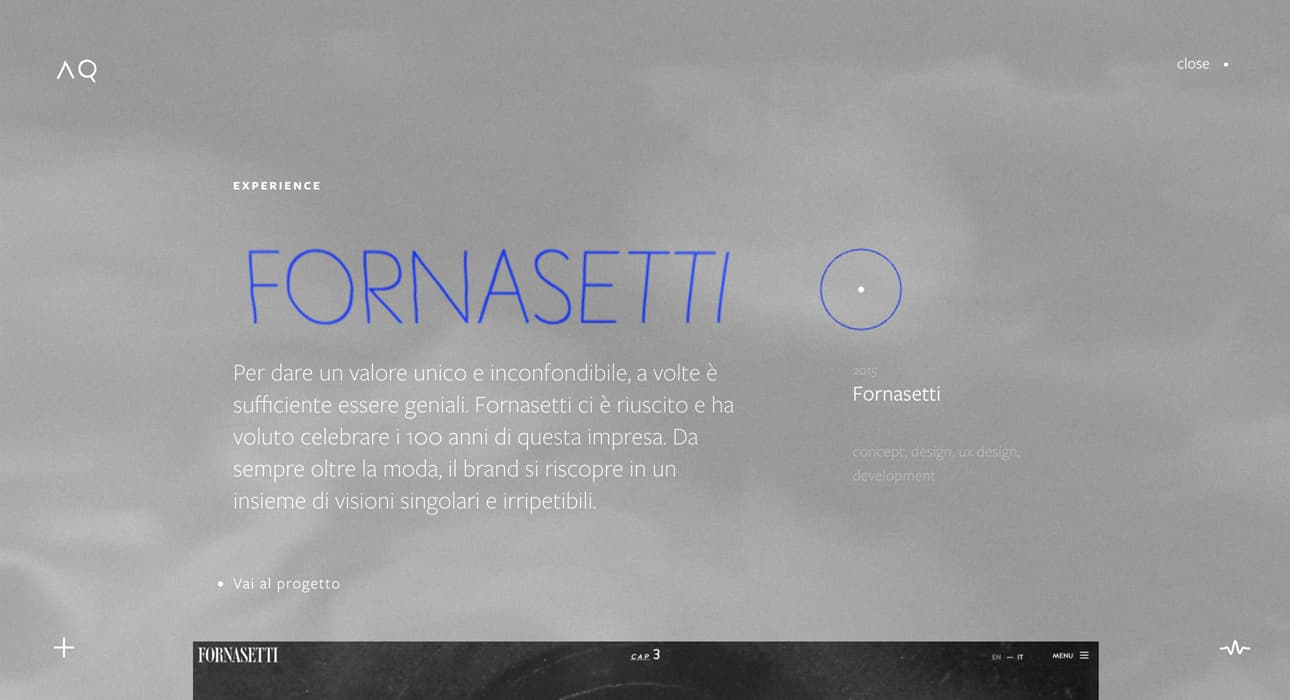 AQ
close
EXPERIENCE
FORNASETTI
Per dare un valore unico e inconfondibile, a volte è
sufficiente essere geniali. Fornasetti ci è riuscito e ha
voluto celebrare i 100 anni di questa impresa. Da
sempre oltre la moda, il brand si riscopre in un
insieme di visioni singolari e irripetibili.
2015
Fornasetti
concept, design, ux design,
development
Vai al progetto
FORNASETTI
CAP. 3
EN — IT
MENU